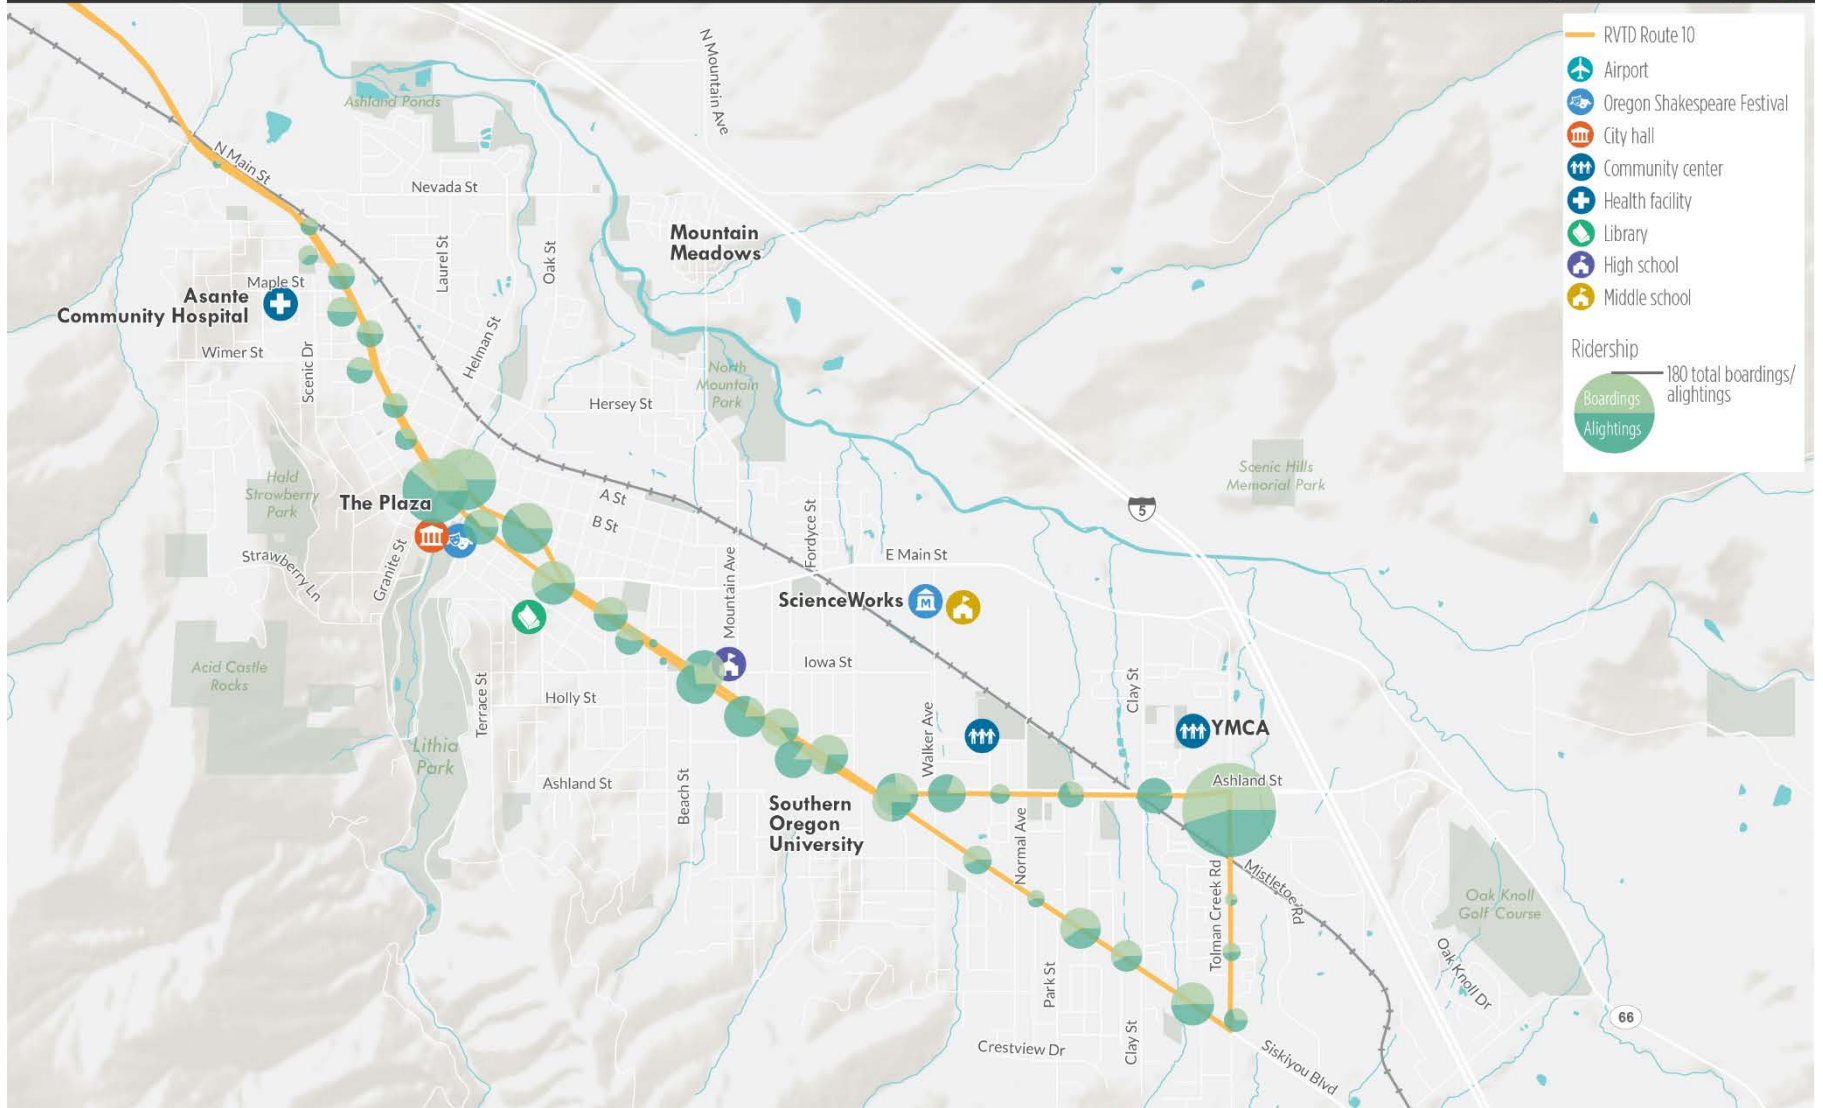 RVTD Route 10
Airport
Oregon Shakespeare Festival
City hall
Community center
Health facility
Library
High school
Middle school
Ridership
180 total boardings/
alightings
Boardings
Alightings
N Mountain Ave
Ashland Ponds
N Main St
Nevada St
Mountain
Meadows
Laurel St
Oak St
Maple St
Asante
Community Hospital
Wimer St
Scenic Dr
Helman St
North
Mountain
Park
Hersey St
Hald
Strawberry
Park
Scenic Hills
Memorial Park
The Plaza
A St
B St
5
Fordyce St
E Main St
Strawberry Ln
Granite St
Mountain Ave
ScienceWorks
M
Iowa St
Acid Castle
Rocks
Terrace St
Holly St
Clay St
Walker Ave
YMCA
Lithia
Park
Ashland St
Beach St
Ashland St
Southern
Oregon
University
Normal Ave
Tolman Creek Rd
Mistletoe Rd
Oak Knoll
Golf Course
Oak Knoll Dr
Park St
66
Crestview Dr
Clay St
Siskiyou Blvd